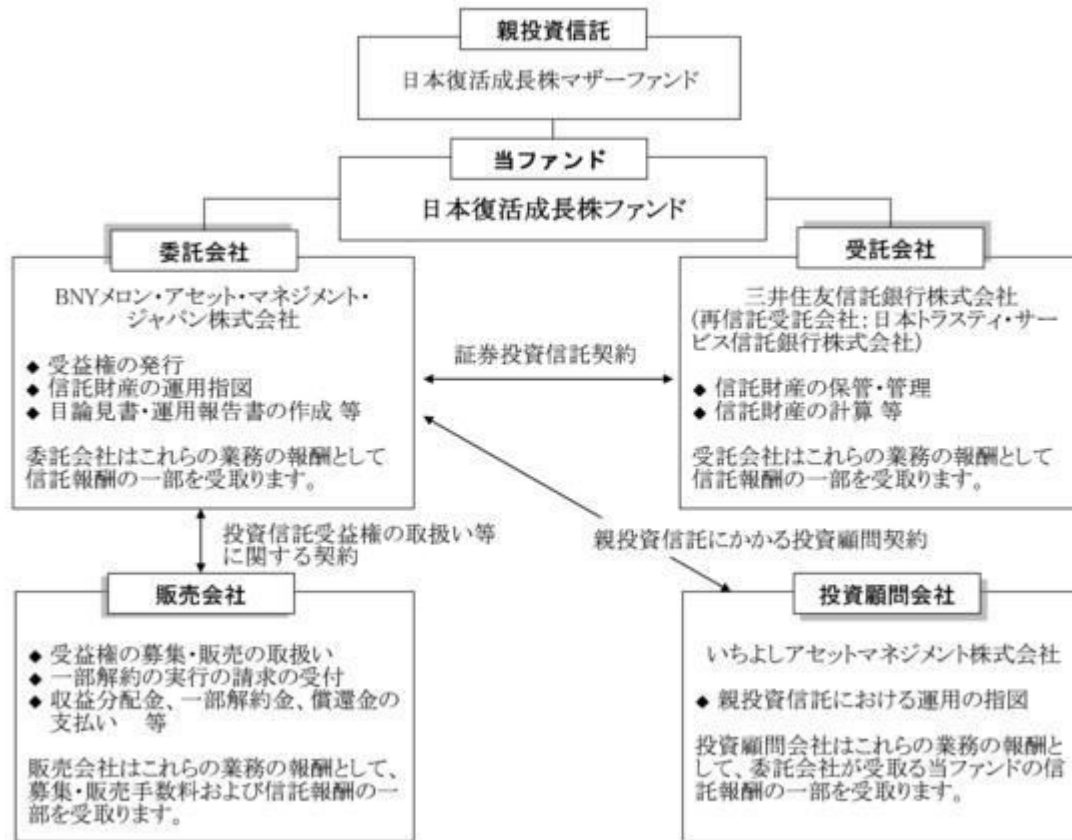 親投資信託
日本復活成長株マザーファンド
当ファンド
日本復活成長株ファンド
委託会社
BNYメロン・アセット・マネジメント・
ジャパン株式会社
◆ 受益権の発行
◆ 信託財産の運用指図
◆ 目論見書・運用報告書の作成 等
委託会社はこれらの業務の報酬として
信託報酬の一部を受取ります。
証券投資信託契約
受託会社
三井住友信託銀行株式会社
(再信託受託会社:日本トラスティ・サー
ビス信託銀行株式会社)
◆ 信託財産の保管・管理
◆ 信託財産の計算 等
受託会社はこれらの業務の報酬として
信託報酬の一部を受取ります。
投資信託受益権の取扱い等
に関する契約
親投資信託にかかる投資顧問契約
販売会社
◆ 受益権の募集・販売の取扱い
◆ 一部解約の実行の請求の受付
◆ 収益分配金、一部解約金、償還金の
支払い 等
販売会社はこれらの業務の報酬として、
募集・販売手数料および信託報酬の一
部を受取ります。
投資顧問会社
いちよしアセットマネジメント株式会社
◆ 親投資信託における運用の指図
投資顧問会社はこれらの業務の報酬と
して、委託会社が受取る当ファンドの信
託報酬の一部を受取ります。